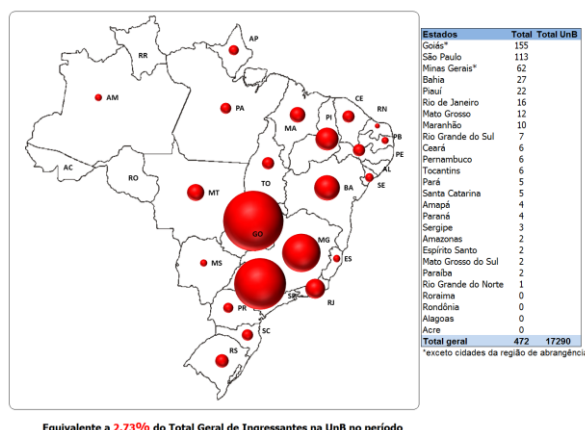 AP
RR
AM
PA
CE
RN
MA
PI
PB
PE
AC
AL
RO
TO
SE
MT
BA
GO
MG
MS
ES
SP
RJ
PR
SC
RS
Estados Total Total UnB
Goiás* 155
São Paulo 113
Minas Gerais* 62
Bahia 27
Piauí 22
Rio de Janeiro 16
Mato Grosso 12
Maranhão 10
Rio Grande do Sul 7
Ceará 6
Pernambuco 6
Tocantins 6
Pará 5
Santa Catarina 5
Amapá 4
Paraná 4
Sergipe 3
Amazonas 2
Espírito Santo 2
Mato Grosso do Sul 2
Paraíba 2
Rio Grande do Norte 1
Roraima 0
Rondônia 0
Alagoas 0
Acre 0
Total geral 472 17290
*exceto cidades da região de abrangência
Equivalente a 2,73% do Total Geral de Ingressantes na UnB no período